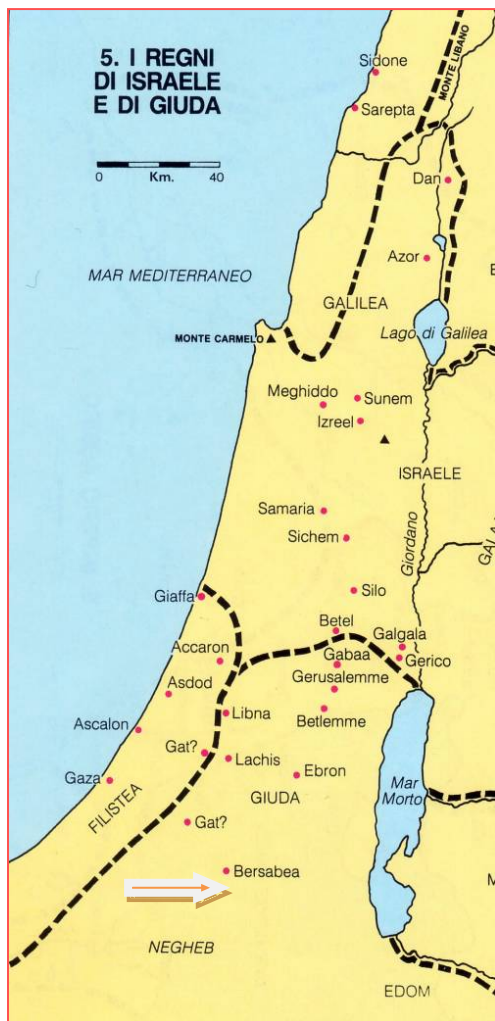 5. I REGNI
DI ISRAELE
E DI GIUDA
0 Km. 40
Sidone
MONTE LIBANO
Sarepta
Dan
Azor
MAR MEDITERRANEO
GALILEA
Lago di Galilea
MONTE CARMELO
Meghiddo
Sunem
Izreel
ISRAELE
Samaria
Sichem
Giordano
Silo
Giaffa
Betel
Galgala
Accaron
Gabaa
Gerico
Gerusalemme
Asdod
Libna
Betlemme
Ascalon
Gat?
Lachis
Ebron
Gaza
Mar
Morto
FILISTEA
GIUDA
Gat?
Bersabea
NEGHEB
EDOM